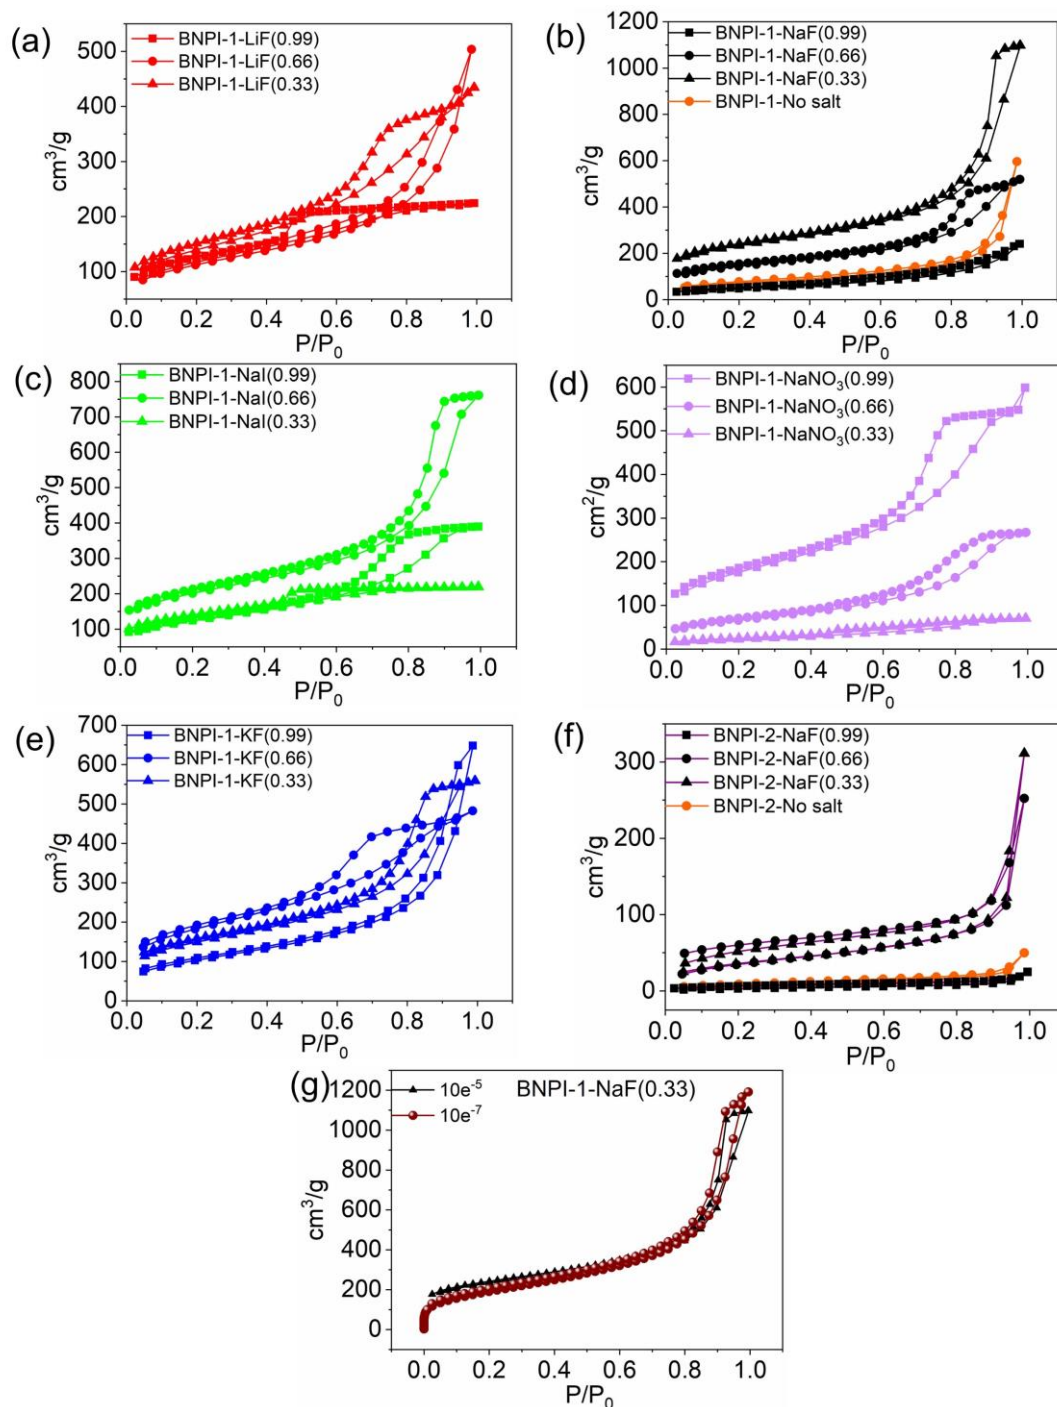 (a)
BNPI-1-LiF(0.99)
BNPI-1-LiF(0.66)
BNPI-1-LiF(0.33)
cm³/g
500
400
300
200
100
0.0 0.2 0.4 0.6 0.8 1.0
P/P₀
(b)
BNPI-1-NaF(0.99)
BNPI-1-NaF(0.66)
BNPI-1-NaF(0.33)
BNPI-1-No salt
cm³/g
1200
1000
800
600
400
200
0
0.0 0.2 0.4 0.6 0.8 1.0
P/P₀
(c)
BNPI-1-NaI(0.99)
BNPI-1-NaI(0.66)
BNPI-1-NaI(0.33)
cm³/g
800
700
600
500
400
300
200
100
0.0 0.2 0.4 0.6 0.8 1.0
P/P₀
(d)
BNPI-1-NaNO₃(0.99)
BNPI-1-NaNO₃(0.66)
BNPI-1-NaNO₃(0.33)
cm²/g
600
500
400
300
200
100
0
0.0 0.2 0.4 0.6 0.8 1.0
P/P₀
(e)
BNPI-1-KF(0.99)
BNPI-1-KF(0.66)
BNPI-1-KF(0.33)
cm³/g
700
600
500
400
300
200
100
0
0.0 0.2 0.4 0.6 0.8 1.0
P/P₀
(f)
BNPI-2-NaF(0.99)
BNPI-2-NaF(0.66)
BNPI-2-NaF(0.33)
BNPI-2-No salt
cm³/g
300
200
100
0
0.0 0.2 0.4 0.6 0.8 1.0
P/P₀
(g)
10e⁻⁵ BNPI-1-NaF(0.33)
10e⁻⁷
cm³/g
1200
1000
800
600
400
200
0
0.0 0.2 0.4 0.6 0.8 1.0
P/P₀